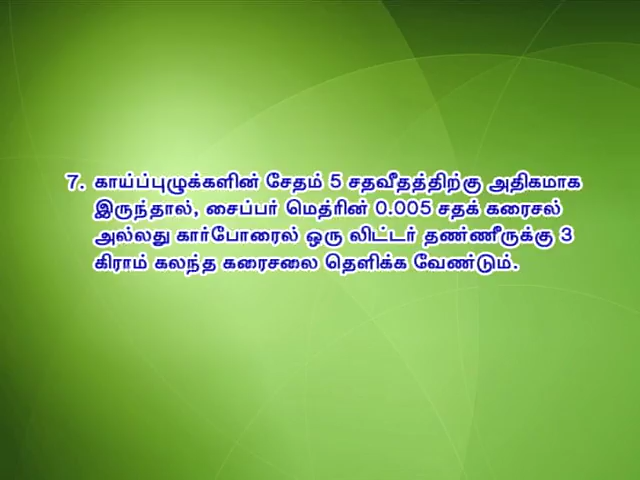 7. காய்ப்புழுக்களின் சேதம் 5 சதவீதத்திற்கு அதிகமாக
இருந்தால், சைப்பர் மெத்ரின் 0.005 சதக் கரைசல்
அல்லது கார்போரைல் ஒரு லிட்டர் தண்ணீருக்கு 3
கிராம் கலந்த கரைசலை தெளிக்க வேண்டும்.